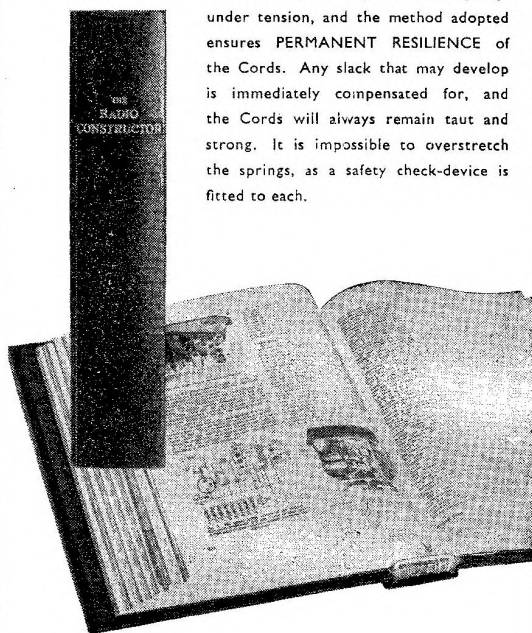 under tension, and the method adopted
ensures PERMANENT RESILIENCE of
the Cords. Any slack that may develop
is immediately compensated for, and
the Cords will always remain taut and
strong. It is impossible to overstretch
the springs, as a safety check-device is
fitted to each.
THE
RADIO
CONSTRUCTOR